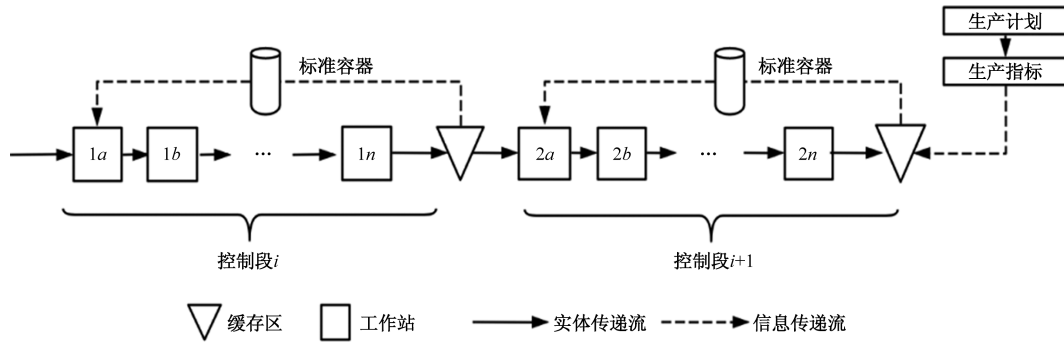 生产计划
标准容器
标准容器
生产指标
1a
1b
...
1n
2a
2b
...
2n
控制段i
控制段i+1
缓存区
工作站
实体传递流
信息传递流